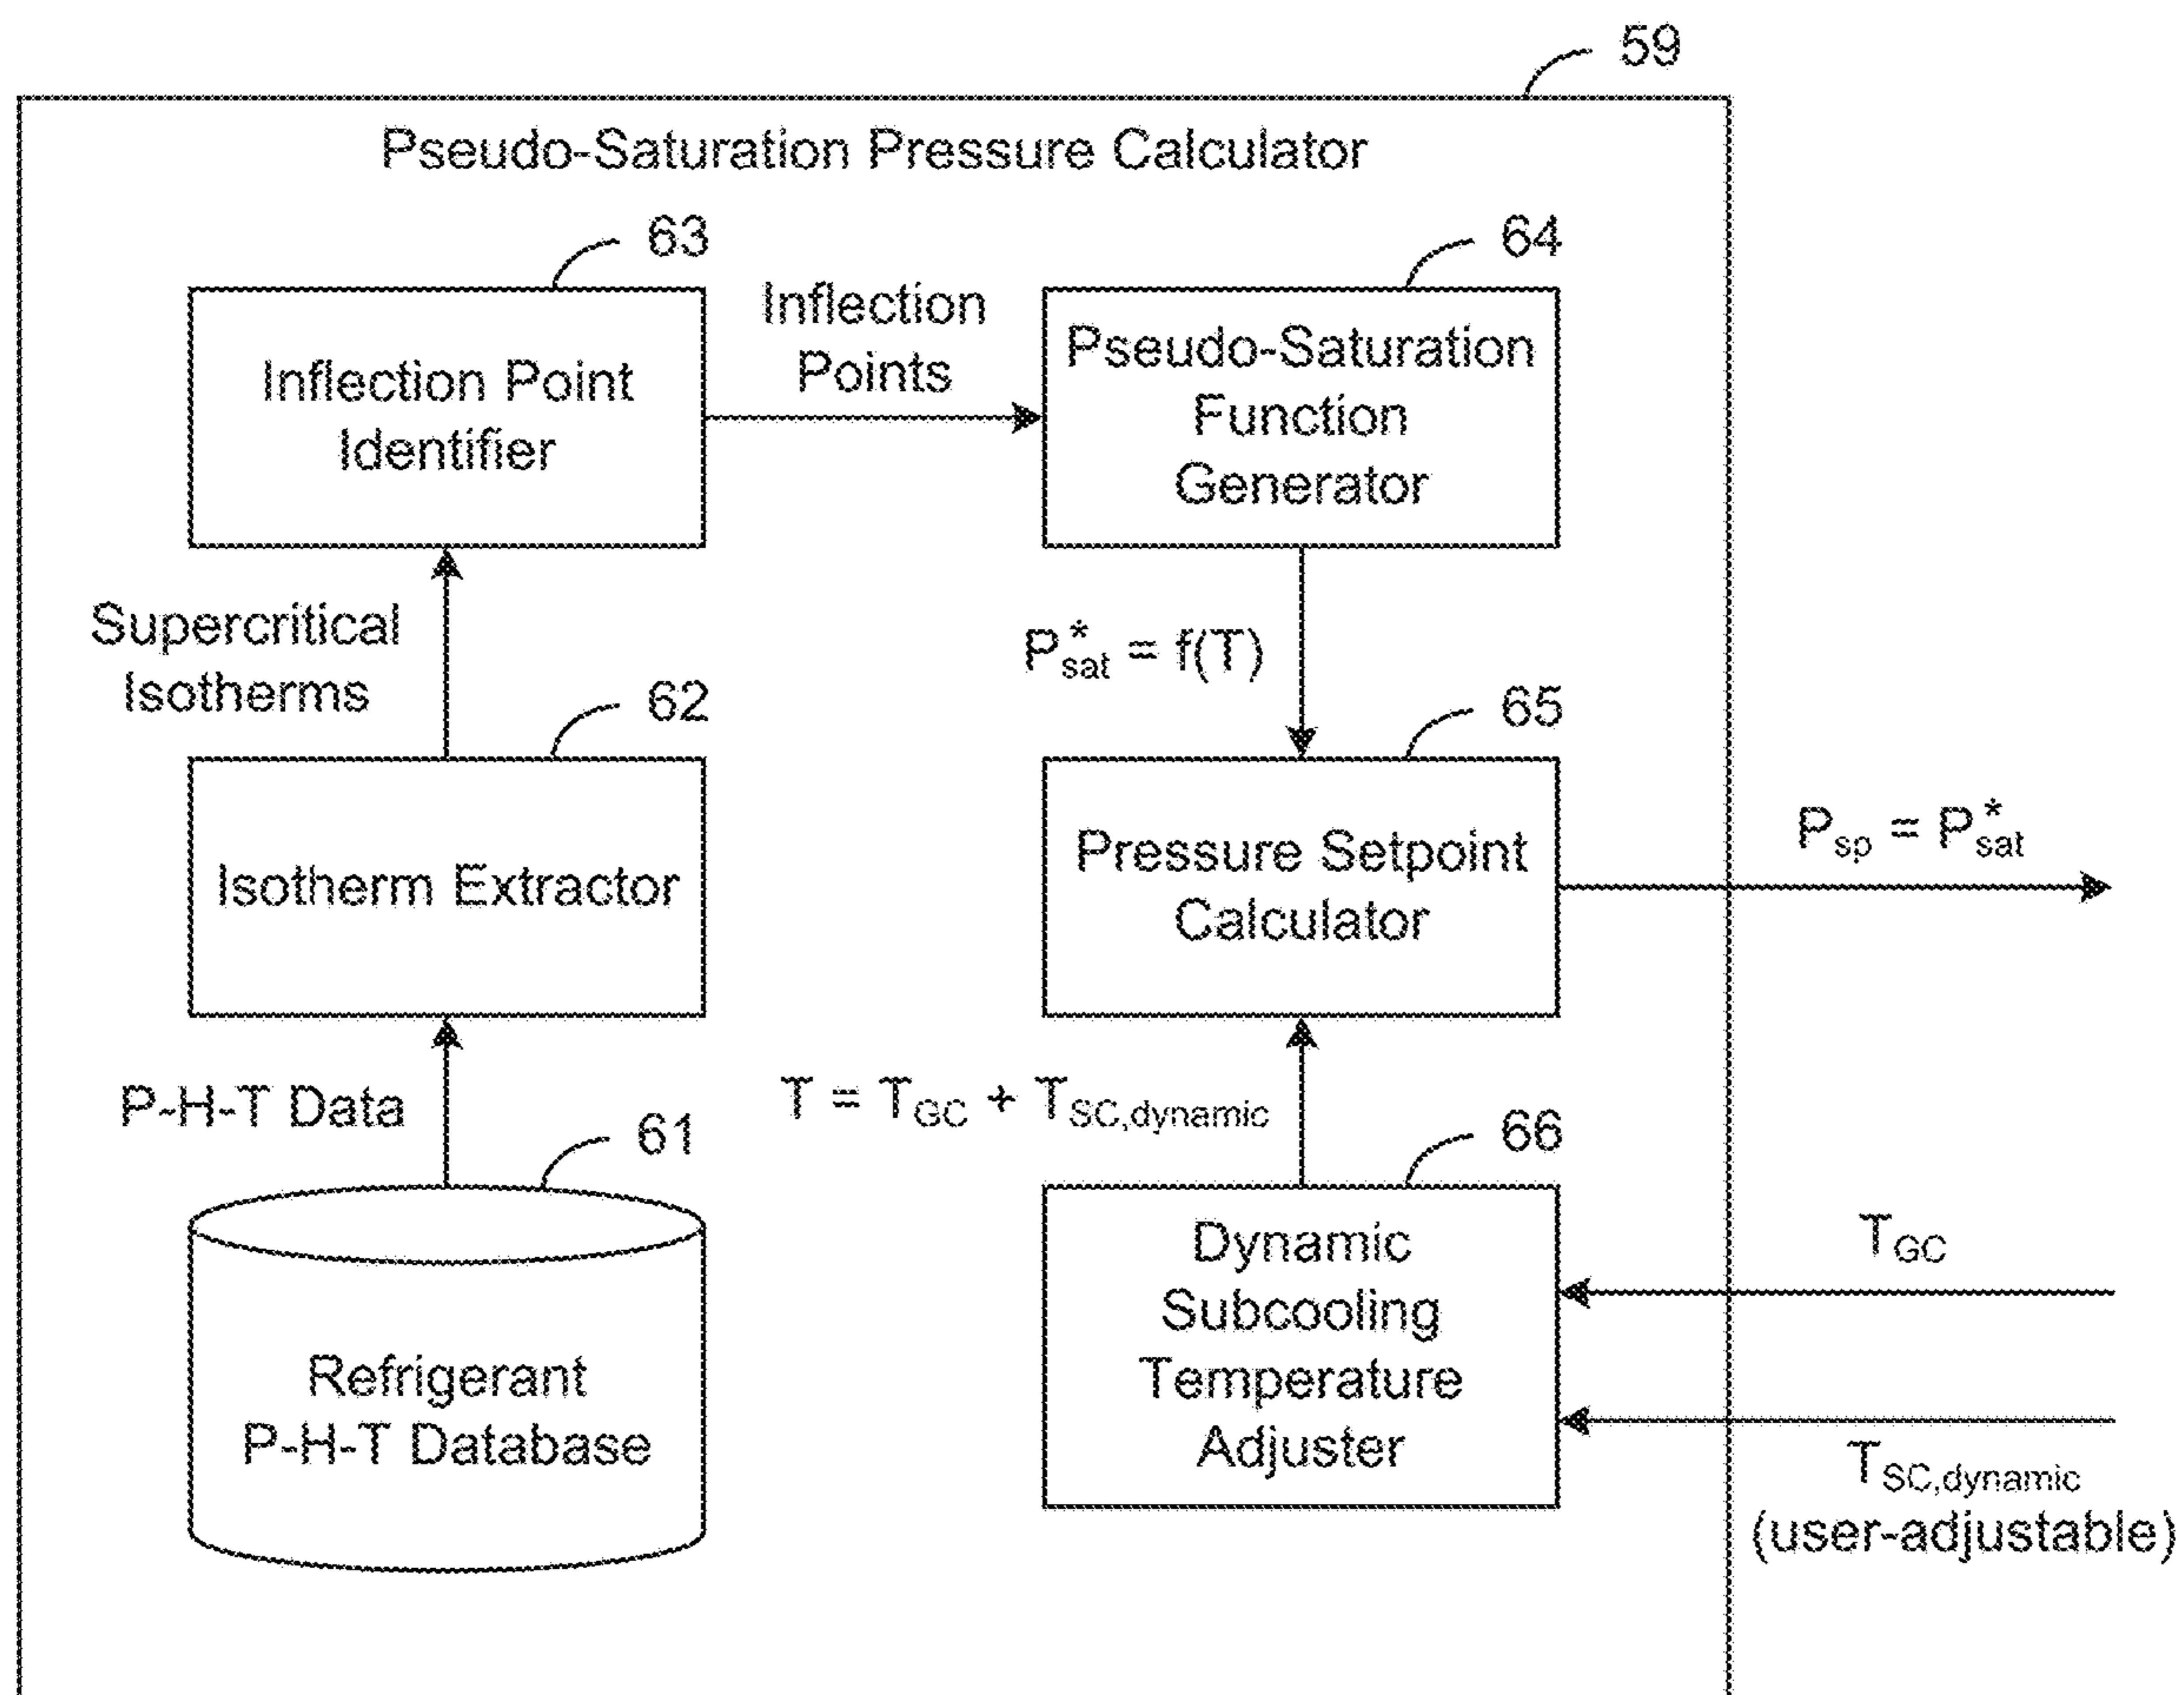 59
Pseudo-Saturation Pressure Calculator
63
64
Inflection Point
Identifier
Inflection
Points
Pseudo-Saturation
Function
Generator
Supercritical
Isotherms
P*sat = f(T)
62
65
Isotherm Extractor
Pressure Setpoint
Calculator
Psp = P*sat
P-H-T Data
T = TGC + TSC,dynamic
61
66
Refrigerant
P-H-T Database
Dynamic
Subcooling
Temperature
Adjuster
TGC
TSC,dynamic
(user-adjustable)